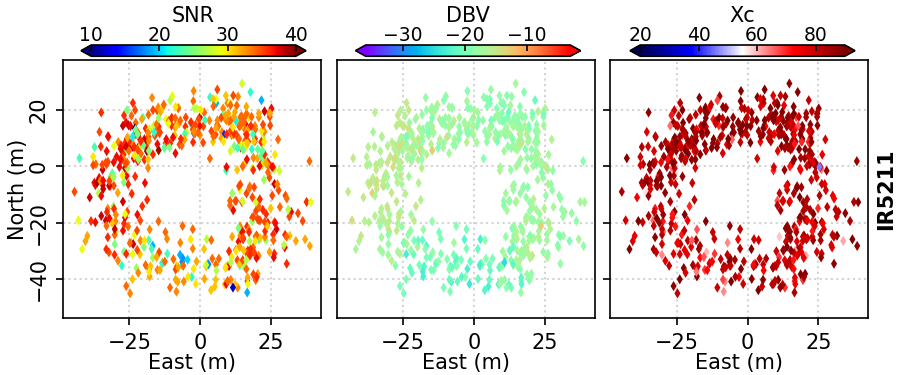 SNR DBV Xc
10 20 30 40 −30 −20 −10 20 40 60 80
20
0
−20
−40
North (m)
IR5211
−25 0 25 −25 0 25 −25 0 25
East (m) East (m) East (m)